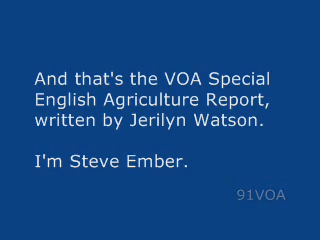 And that's the VOA Special
English Agriculture Report,
written by Jerilyn Watson.
I'm Steve Ember.
91VOA